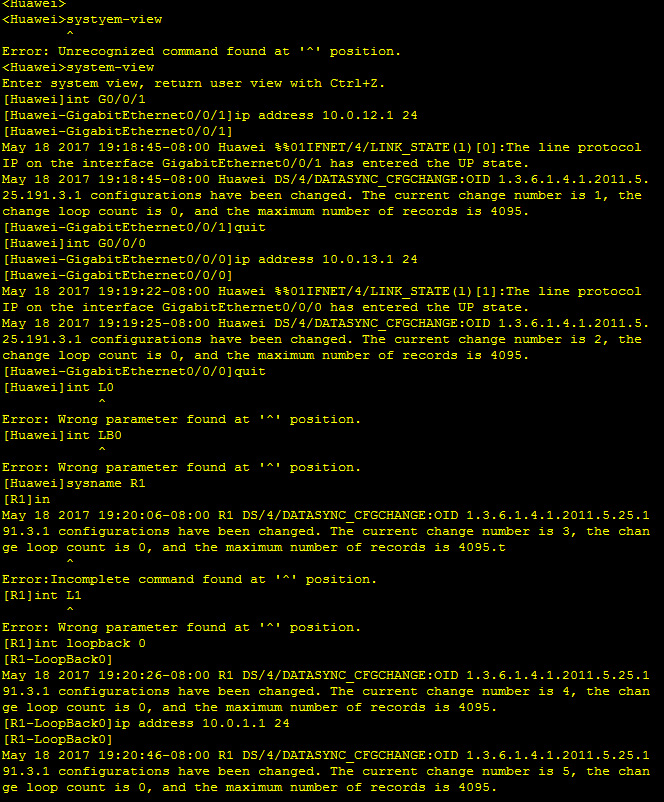 <Huawei>
<Huawei>systyem-view
^
Error: Unrecognized command found at '^' position.
<Huawei>system-view
Enter system view, return user view with Ctrl+Z.
[Huawei]int G0/0/1
[Huawei-GigabitEthernet0/0/1]ip address 10.0.12.1 24
[Huawei-GigabitEthernet0/0/1]
May 18 2017 19:18:45-08:00 Huawei %%01IFNET/4/LINK_STATE(l)[0]:The line protocol
IP on the interface GigabitEthernet0/0/1 has entered the UP state.
May 18 2017 19:18:45-08:00 Huawei DS/4/DATASYNC_CFGCHANGE:OID 1.3.6.1.4.1.2011.5.
25.191.3.1 configurations have been changed. The current change number is 1, the
change loop count is 0, and the maximum number of records is 4095.
[Huawei-GigabitEthernet0/0/1]quit
[Huawei]int G0/0/0
[Huawei-GigabitEthernet0/0/0]ip address 10.0.13.1 24
[Huawei-GigabitEthernet0/0/0]
May 18 2017 19:19:22-08:00 Huawei %%01IFNET/4/LINK_STATE(l)[1]:The line protocol
IP on the interface GigabitEthernet0/0/0 has entered the UP state.
May 18 2017 19:19:25-08:00 Huawei DS/4/DATASYNC_CFGCHANGE:OID 1.3.6.1.4.1.2011.5.
25.191.3.1 configurations have been changed. The current change number is 2, the
change loop count is 0, and the maximum number of records is 4095.
[Huawei-GigabitEthernet0/0/0]quit
[Huawei]int L0
^
Error: Wrong parameter found at '^' position.
[Huawei]int LB0
^
Error: Wrong parameter found at '^' position.
[Huawei]sysname R1
[R1]in
May 18 2017 19:20:06-08:00 R1 DS/4/DATASYNC_CFGCHANGE:OID 1.3.6.1.4.1.2011.5.25.1
91.3.1 configurations have been changed. The current change number is 3, the chan
ge loop count is 0, and the maximum number of records is 4095.t
^
Error:Incomplete command found at '^' position.
[R1]int L1
^
Error: Wrong parameter found at '^' position.
[R1]int loopback 0
[R1-LoopBack0]
May 18 2017 19:20:26-08:00 R1 DS/4/DATASYNC_CFGCHANGE:OID 1.3.6.1.4.1.2011.5.25.1
91.3.1 configurations have been changed. The current change number is 4, the chan
ge loop count is 0, and the maximum number of records is 4095.
[R1-LoopBack0]ip address 10.0.1.1 24
[R1-LoopBack0]
May 18 2017 19:20:46-08:00 R1 DS/4/DATASYNC_CFGCHANGE:OID 1.3.6.1.4.1.2011.5.25.1
91.3.1 configurations have been changed. The current change number is 5, the chan
ge loop count is 0, and the maximum number of records is 4095.